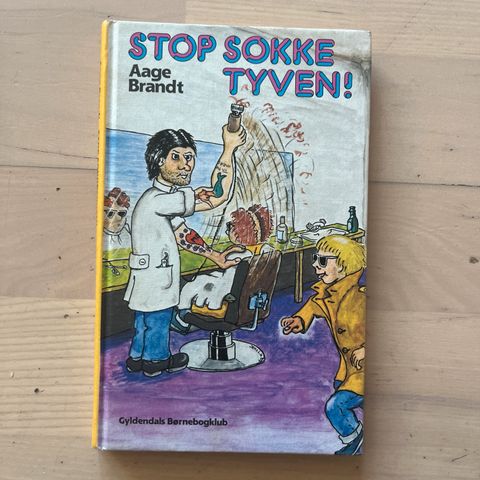 STOP SOKKE
TYVEN!
Aage
Brandt
Gyldendals Børnebogklub